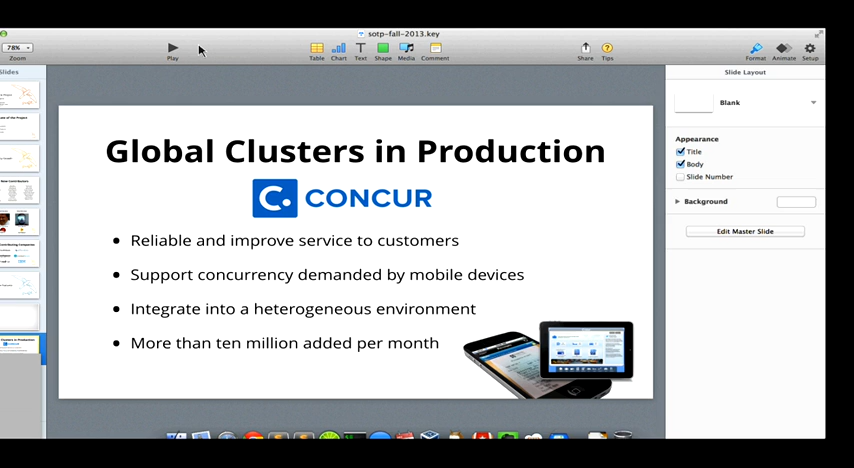 sotp-fall-2013.key
78%
Zoom
Play
Table
Chart
Text
Shape
Media
Comment
Share
Tips
Format
Animate
Setup
Slides
Slide Layout
Blank
Appearance
Title
Body
Slide Number
Background
Edit Master Slide
Global Clusters in Production
C. CONCUR
Reliable and improve service to customers
Support concurrency demanded by mobile devices
Integrate into a heterogeneous environment
More than ten million added per month